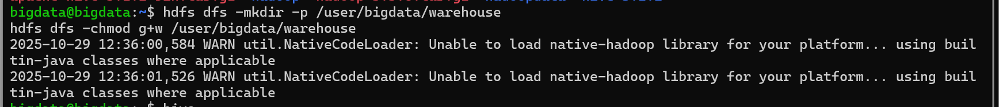 bigdata@bigdata:~$ hdfs dfs -mkdir -p /user/bigdata/warehouse
hdfs dfs -chmod g+w /user/bigdata/warehouse
2025-10-29 12:36:00,584 WARN util.NativeCodeLoader: Unable to load native-hadoop library for your platform... using buil
tin-java classes where applicable
2025-10-29 12:36:01,526 WARN util.NativeCodeLoader: Unable to load native-hadoop library for your platform... using buil
tin-java classes where applicable
bigdata@bigdata:~$ hive